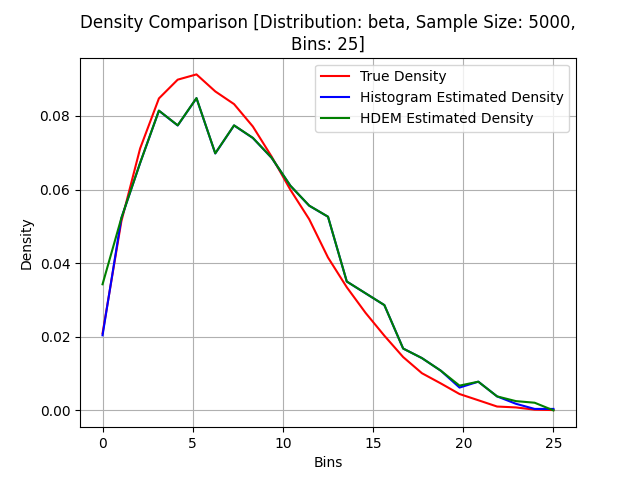 Density Comparison [Distribution: beta, Sample Size: 5000,
Bins: 25]
True Density
Histogram Estimated Density
HDEM Estimated Density
Density
0.08
0.06
0.04
0.02
0.00
0
5
10
15
20
25
Bins